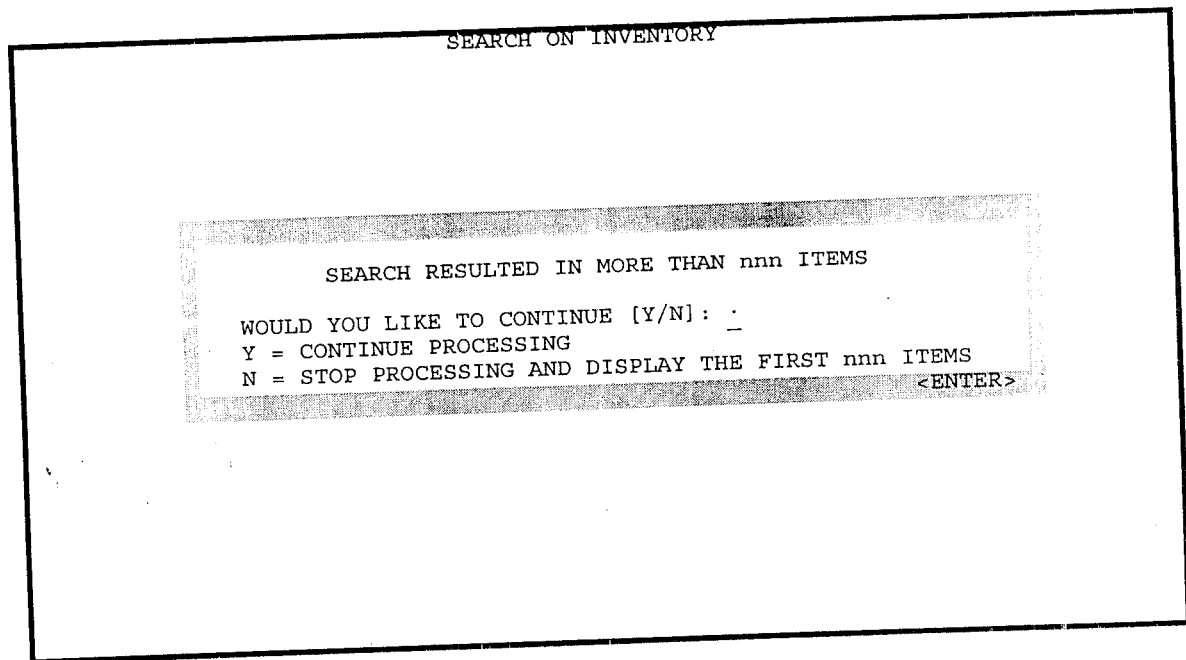 SEARCH ON INVENTORY
SEARCH RESULTED IN MORE THAN nnn ITEMS
WOULD YOU LIKE TO CONTINUE [Y/N]: _
Y = CONTINUE PROCESSING
N = STOP PROCESSING AND DISPLAY THE FIRST nnn ITEMS
<ENTER>